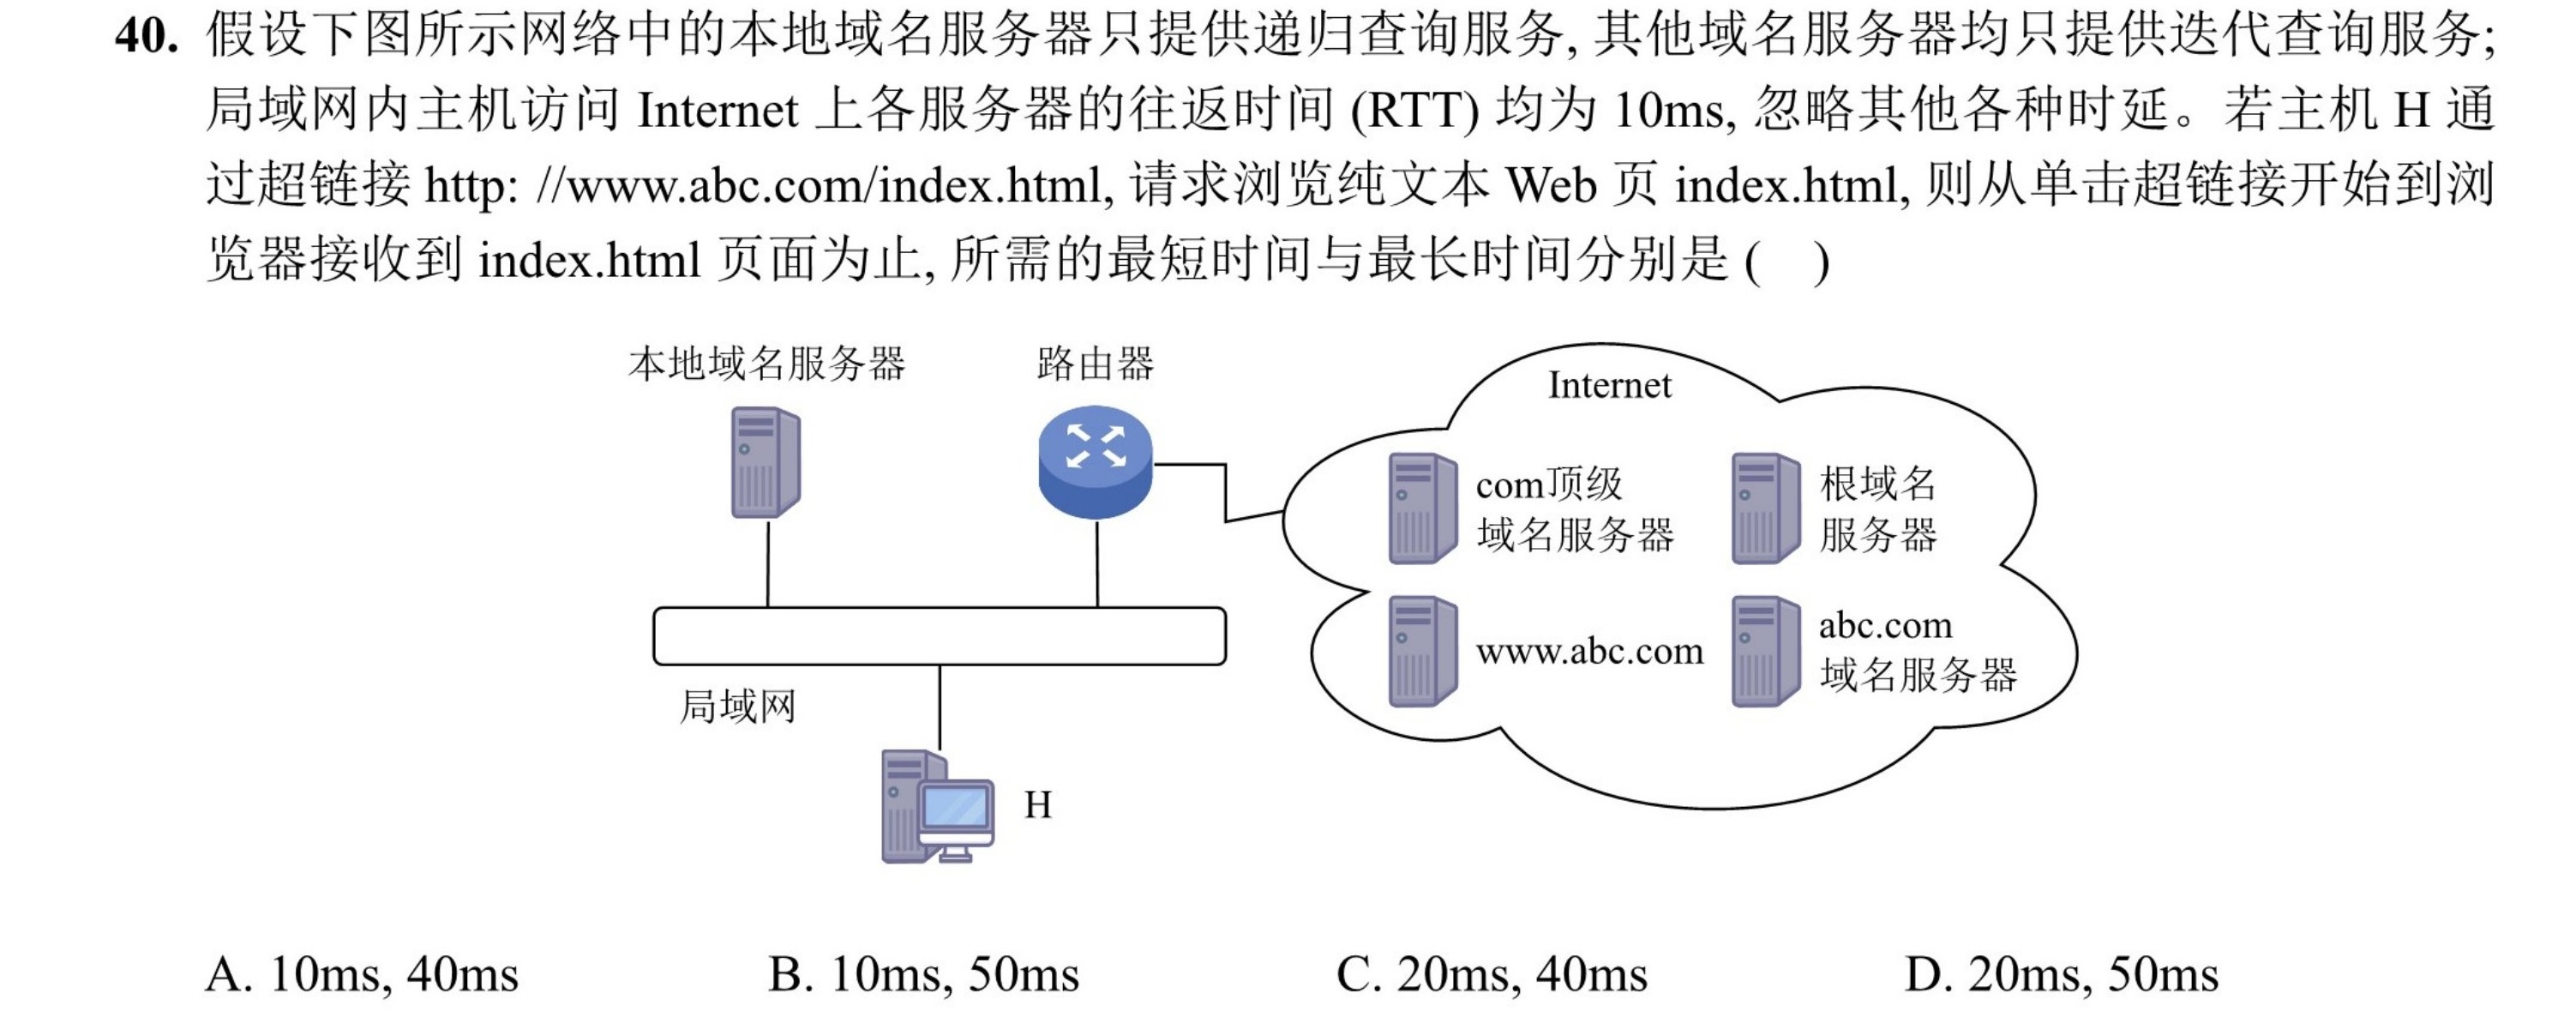 40. 假设下图所示网络中的本地域名服务器只提供递归查询服务, 其他域名服务器均只提供迭代查询服务;
局域网内主机访问 Internet 上各服务器的往返时间 (RTT) 均为 10ms, 忽略其他各种时延。若主机 H 通
过超链接 http: //www.abc.com/index.html, 请求浏览纯文本 Web 页 index.html, 则从单击超链接开始到浏
览器接收到 index.html 页面为止, 所需的最短时间与最长时间分别是 ( )
本地域名服务器
路由器
Internet
com顶级
域名服务器
根域名
服务器
www.abc.com
abc.com
域名服务器
局域网
H
A. 10ms, 40ms
B. 10ms, 50ms
C. 20ms, 40ms
D. 20ms, 50ms